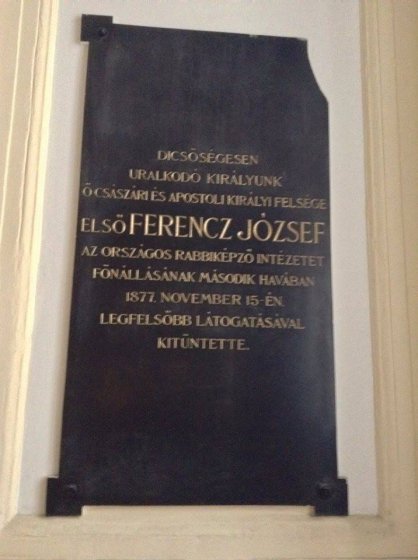 DICSŐSÉGESEN
URALKODÓ KIRÁLYUNK
Ő CSÁSZÁRI ÉS APOSTOLI KIRÁLYI FELSÉGE
ELSŐ FERENCZ JÓZSEF
AZ ORSZÁGOS RABBIKÉPZŐ INTÉZETET
FÖNÁLLÁSÁNAK MÁSODIK HAVÁBAN
1877. NOVEMBER 15-ÉN.
LEGFELSŐBB LÁTOGATÁSÁVAL
KITÜNTETTE.